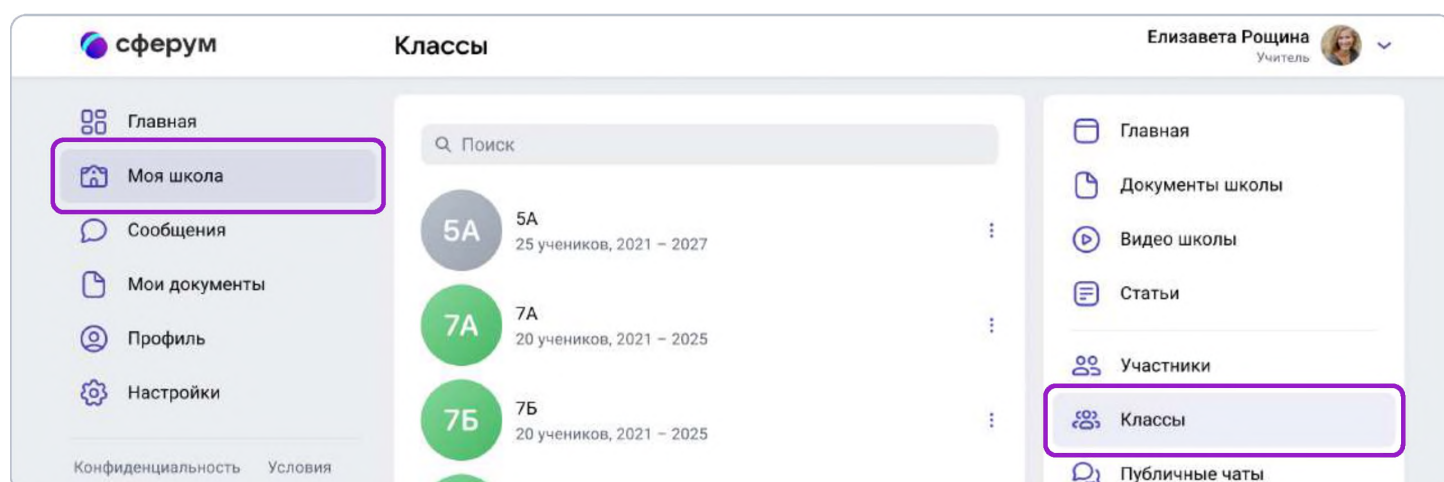 сферум
Классы
Елизавета Рощина
Учитель
Главная
Моя школа
Сообщения
Мои документы
Профиль
Настройки
Конфиденциальность Условия
Поиск
5А
5А
25 учеников, 2021 – 2027
7А
7А
20 учеников, 2021 – 2025
7Б
7Б
20 учеников, 2021 – 2025
Главная
Документы школы
Видео школы
Статьи
Участники
Классы
Публичные чаты